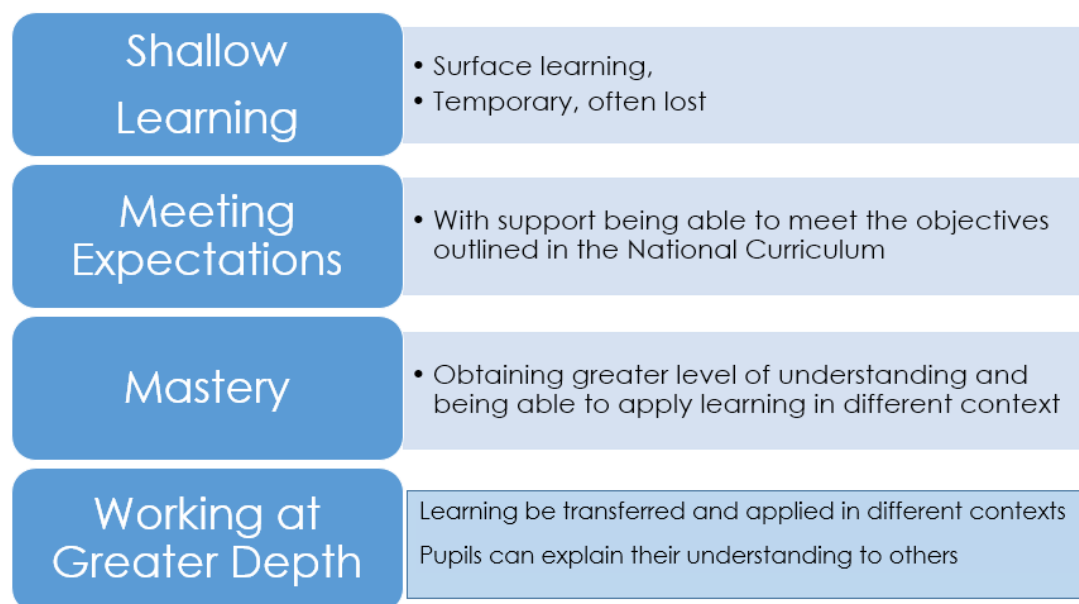 Shallow
Learning
• Surface learning,
• Temporary, often lost
Meeting
Expectations
• With support being able to meet the objectives
outlined in the National Curriculum
Mastery
• Obtaining greater level of understanding and
being able to apply learning in different context
Working at
Greater Depth
Learning be transferred and applied in different contexts
Pupils can explain their understanding to others